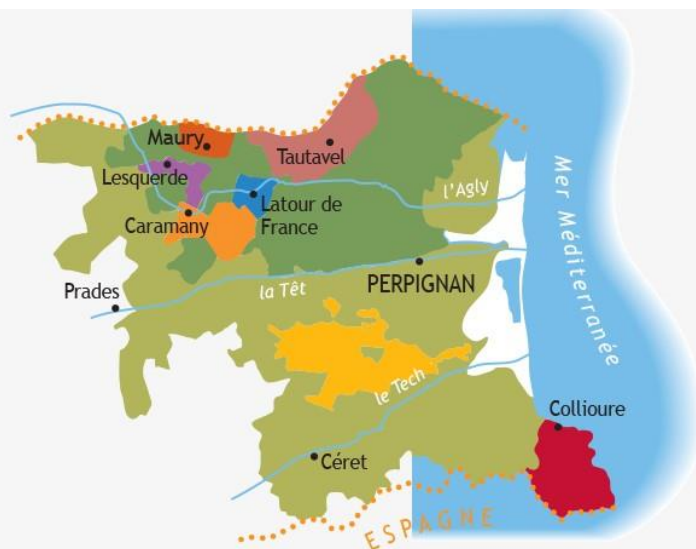 Maury
Tautavel
Lesquerde
l'Agly
Latour de
France
Caramany
Mer Méditerranée
PERPIGNAN
Prades
la Têt
le Tech
Collioure
Céret
ESPAGNE